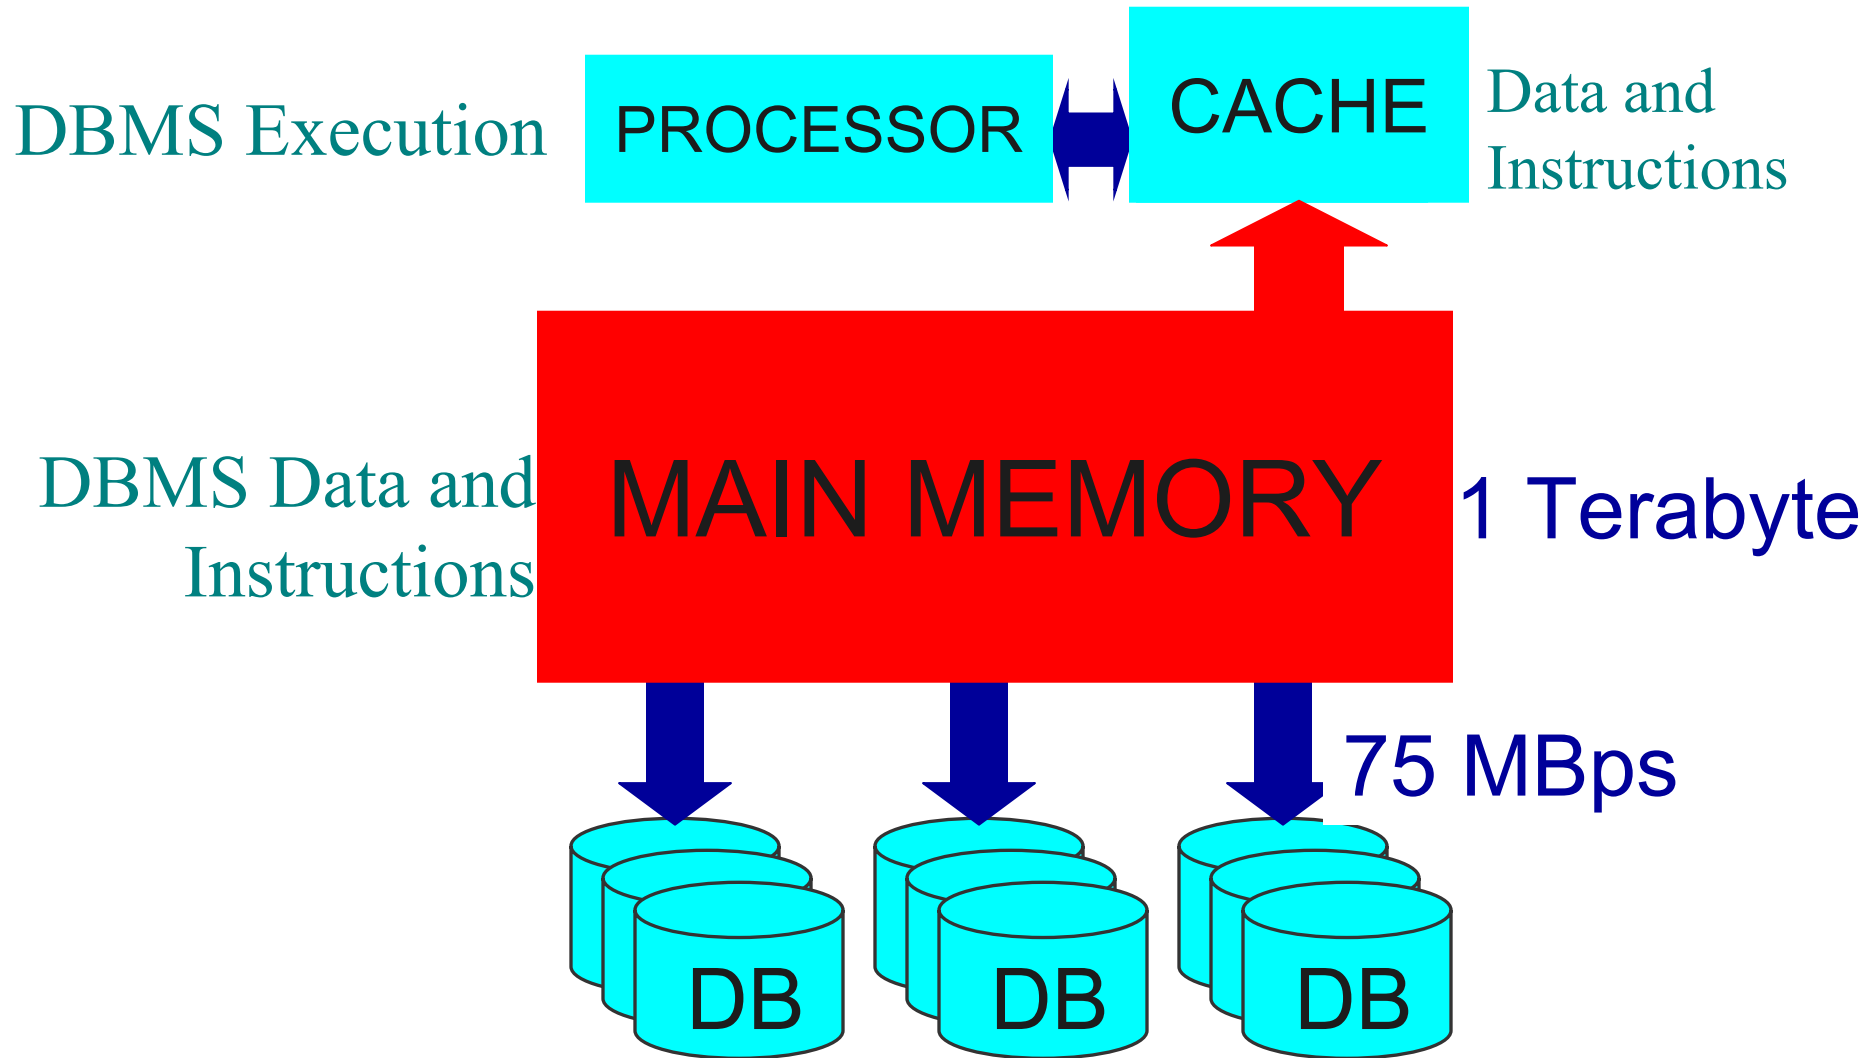 DBMS Execution
PROCESSOR
CACHE
Data and
Instructions
DBMS Data and
Instructions
MAIN MEMORY
1 Terabyte
75 MBps
DB
DB
DB